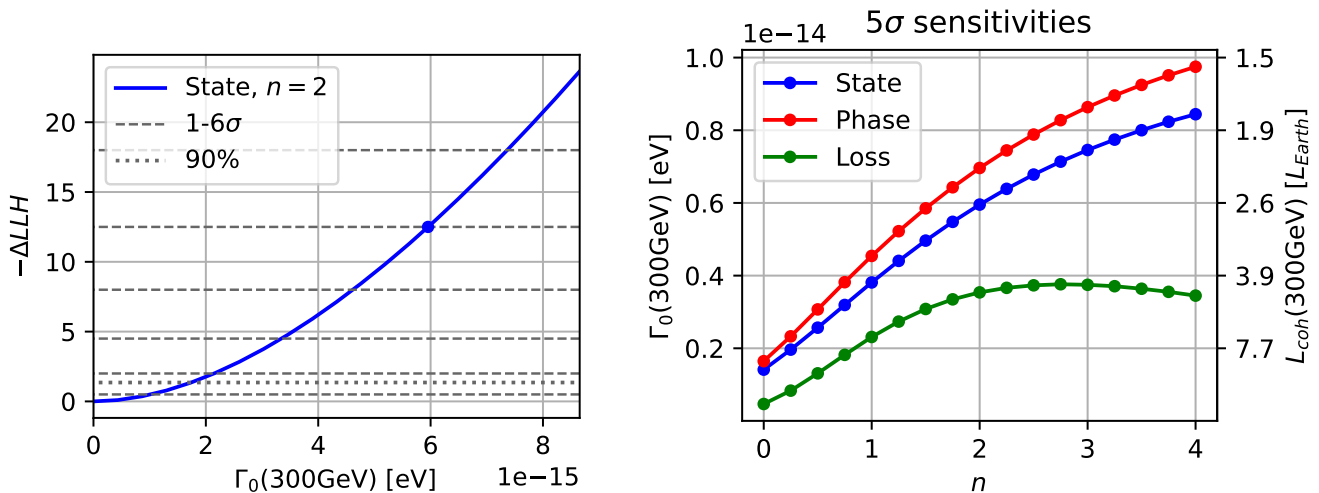 State, n = 2
1-6σ
90%
20
15
10
5
0
−ΔLLH
0
2
4
6
8
Γ₀(300GeV) [eV]
1e−15
5σ sensitivities
1e−14
State
Phase
Loss
1.0
0.8
0.6
0.4
0.2
Γ₀(300GeV) [eV]
0
1
2
3
4
n
1.5
1.9
2.6
3.9
7.7
L_coh(300GeV) [L_Earth]